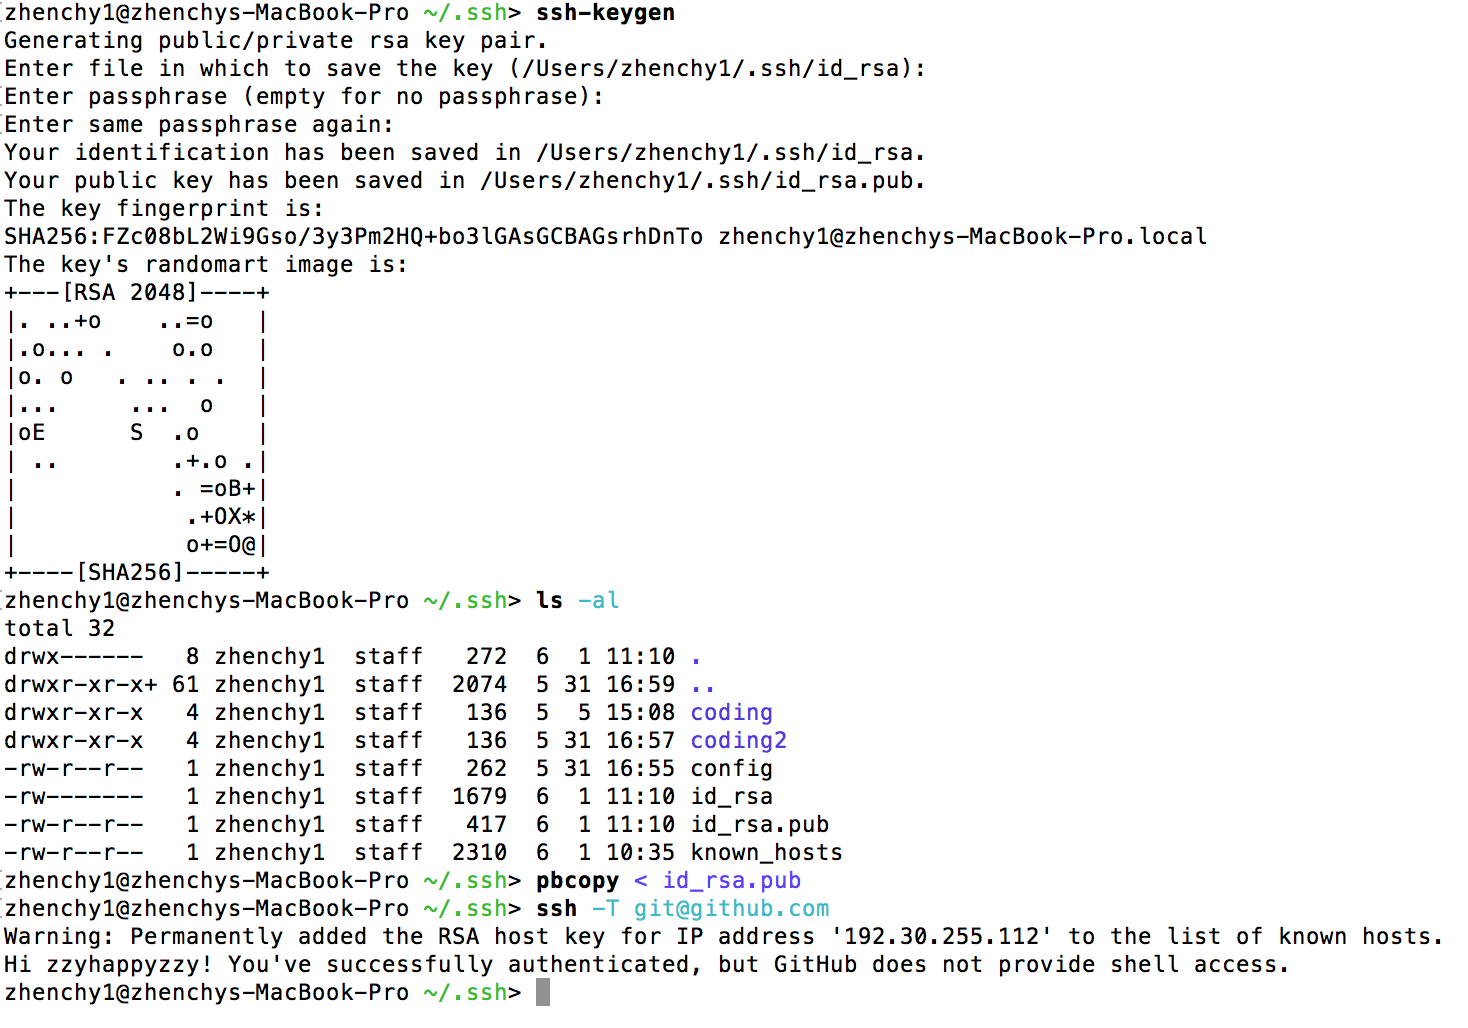 zhenchy1@zhenchys-MacBook-Pro ~/.ssh> ssh-keygen
Generating public/private rsa key pair.
Enter file in which to save the key (/Users/zhenchy1/.ssh/id_rsa):
Enter passphrase (empty for no passphrase):
Enter same passphrase again:
Your identification has been saved in /Users/zhenchy1/.ssh/id_rsa.
Your public key has been saved in /Users/zhenchy1/.ssh/id_rsa.pub.
The key fingerprint is:
SHA256:FZc08bL2Wi9Gso/3y3Pm2HQ+bo3lGAsGCBAGsrhDnTo zhenchy1@zhenchys-MacBook-Pro.local
The key's randomart image is:
+---[RSA 2048]----+
|. ..+o    ..=o   |
|.o... .    o.o   |
|o. o   . .. . .  |
|...     ...  o   |
|oE      S  .o    |
| ..        .+.o .|
|           . =oB+|
|            .+OX*|
|            o+=O@|
+----[SHA256]-----+
zhenchy1@zhenchys-MacBook-Pro ~/.ssh> ls -al
total 32
drwx------   8 zhenchy1  staff   272  6  1 11:10 .
drwxr-xr-x+ 61 zhenchy1  staff  2074  5 31 16:59 ..
drwxr-xr-x   4 zhenchy1  staff   136  5  5 15:08 coding
drwxr-xr-x   4 zhenchy1  staff   136  5 31 16:57 coding2
-rw-r--r--   1 zhenchy1  staff   262  5 31 16:55 config
-rw-------   1 zhenchy1  staff  1679  6  1 11:10 id_rsa
-rw-r--r--   1 zhenchy1  staff   417  6  1 11:10 id_rsa.pub
-rw-r--r--   1 zhenchy1  staff  2310  6  1 10:35 known_hosts
zhenchy1@zhenchys-MacBook-Pro ~/.ssh> pbcopy < id_rsa.pub
zhenchy1@zhenchys-MacBook-Pro ~/.ssh> ssh -T git@github.com
Warning: Permanently added the RSA host key for IP address '192.30.255.112' to the list of known hosts.
Hi zzyhappyzzy! You've successfully authenticated, but GitHub does not provide shell access.
zhenchy1@zhenchys-MacBook-Pro ~/.ssh>